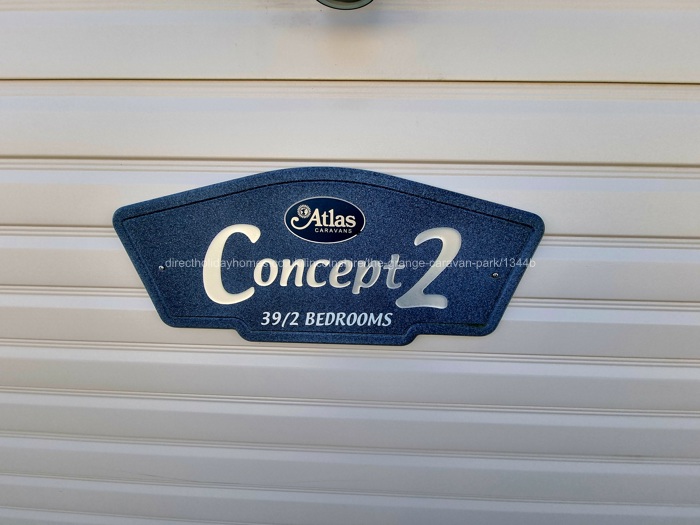 Atlas
CARAVANS
Concept 2
39/2 BEDROOMS